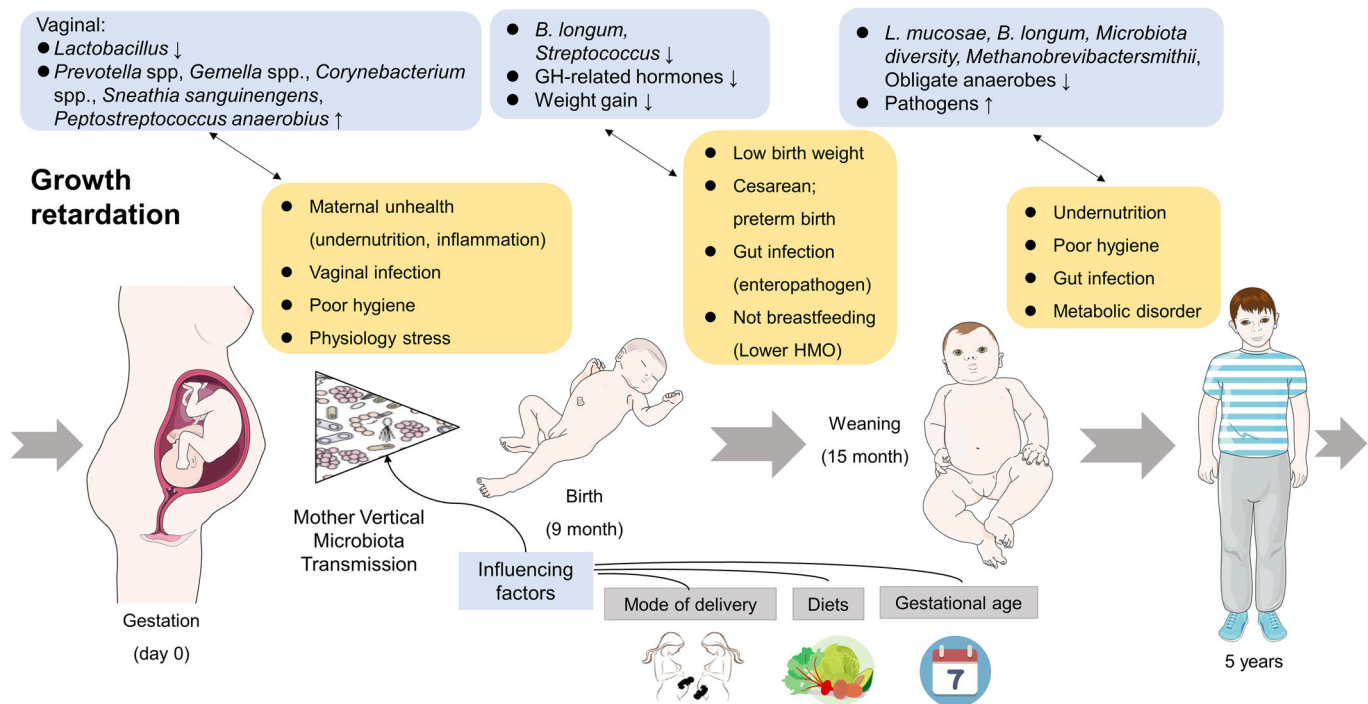 Vaginal:
● Lactobacillus ↓
● Prevotella spp, Gemella spp., Corynebacterium
spp., Sneathia sanguinengens,
Peptostreptococcus anaerobius ↑
● B. longum,
Streptococcus ↓
● GH-related hormones ↓
● Weight gain ↓
● L. mucosae, B. longum, Microbiota
diversity, Methanobrevibactersmithii,
Obligate anaerobes ↓
● Pathogens ↑
Growth
retardation
● Maternal unhealth
(undernutrition, inflammation)
● Vaginal infection
● Poor hygiene
● Physiology stress
● Low birth weight
● Cesarean;
preterm birth
● Gut infection
(enteropathogen)
● Not breastfeeding
(Lower HMO)
● Undernutrition
● Poor hygiene
● Gut infection
● Metabolic disorder
Gestation
(day 0)
Mother Vertical
Microbiota
Transmission
Birth
(9 month)
Weaning
(15 month)
5 years
Influencing
factors
Mode of delivery
Diets
Gestational age
7